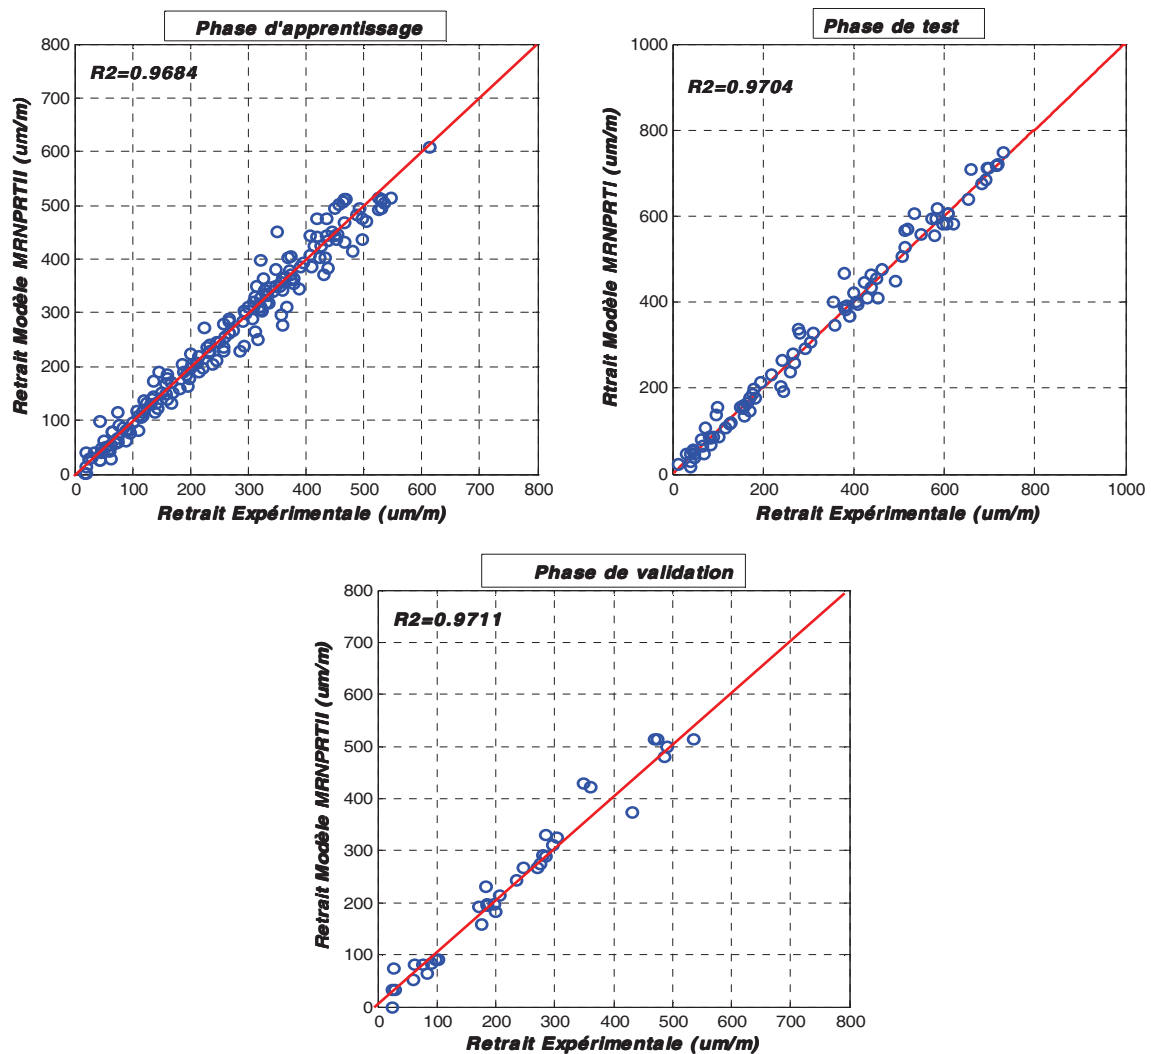 Phase d'apprentissage
800
700
600
500
400
300
200
100
0
R2=0.9684
Retrait Modèle MRNPRTII (um/m)
0 100 200 300 400 500 600 700 800
Retrait Expérimentale (um/m)
Phase de test
1000
800
600
400
200
0
R2=0.9704
Rtrait Modèle MRNPRTI (um/m)
0 200 400 600 800 1000
Retrait Expérimentale (um/m)
Phase de validation
800
700
600
500
400
300
200
100
0
R2=0.9711
Retrait Modèle MRNPRTII (um/m)
0 100 200 300 400 500 600 700 800
Retrait Expérimentale (um/m)